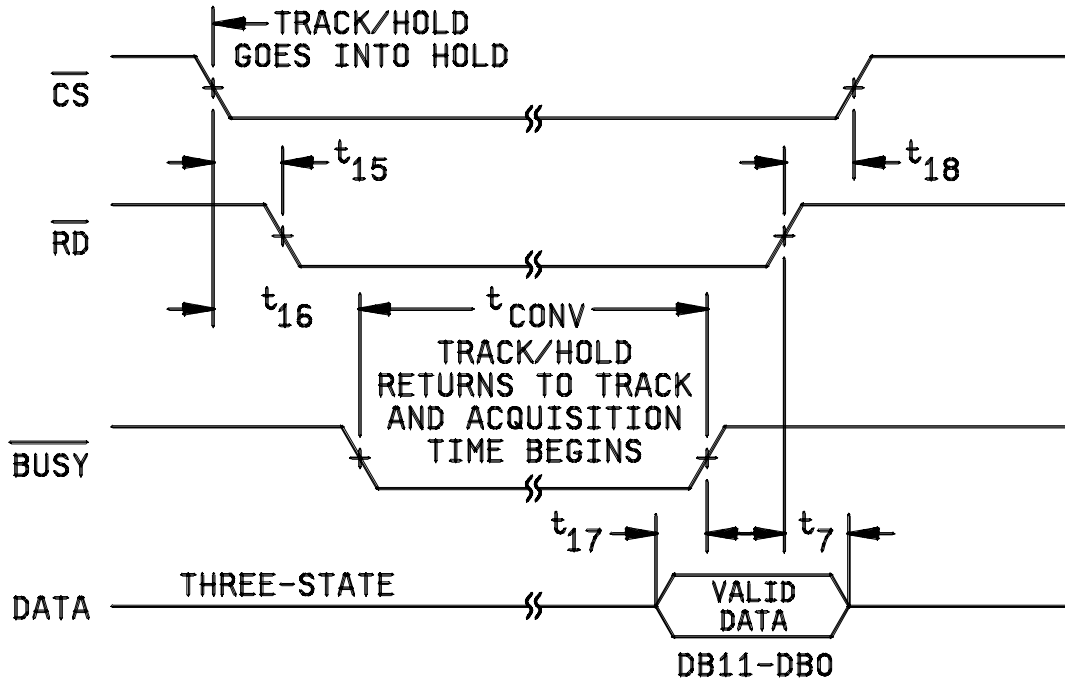 TRACK/HOLD
GOES INTO HOLD
CS
t15
t18
RD
t16
tCONV
TRACK/HOLD
RETURNS TO TRACK
AND ACQUISITION
TIME BEGINS
BUSY
t17
t7
THREE-STATE
DATA
VALID
DATA
DB11-DB0